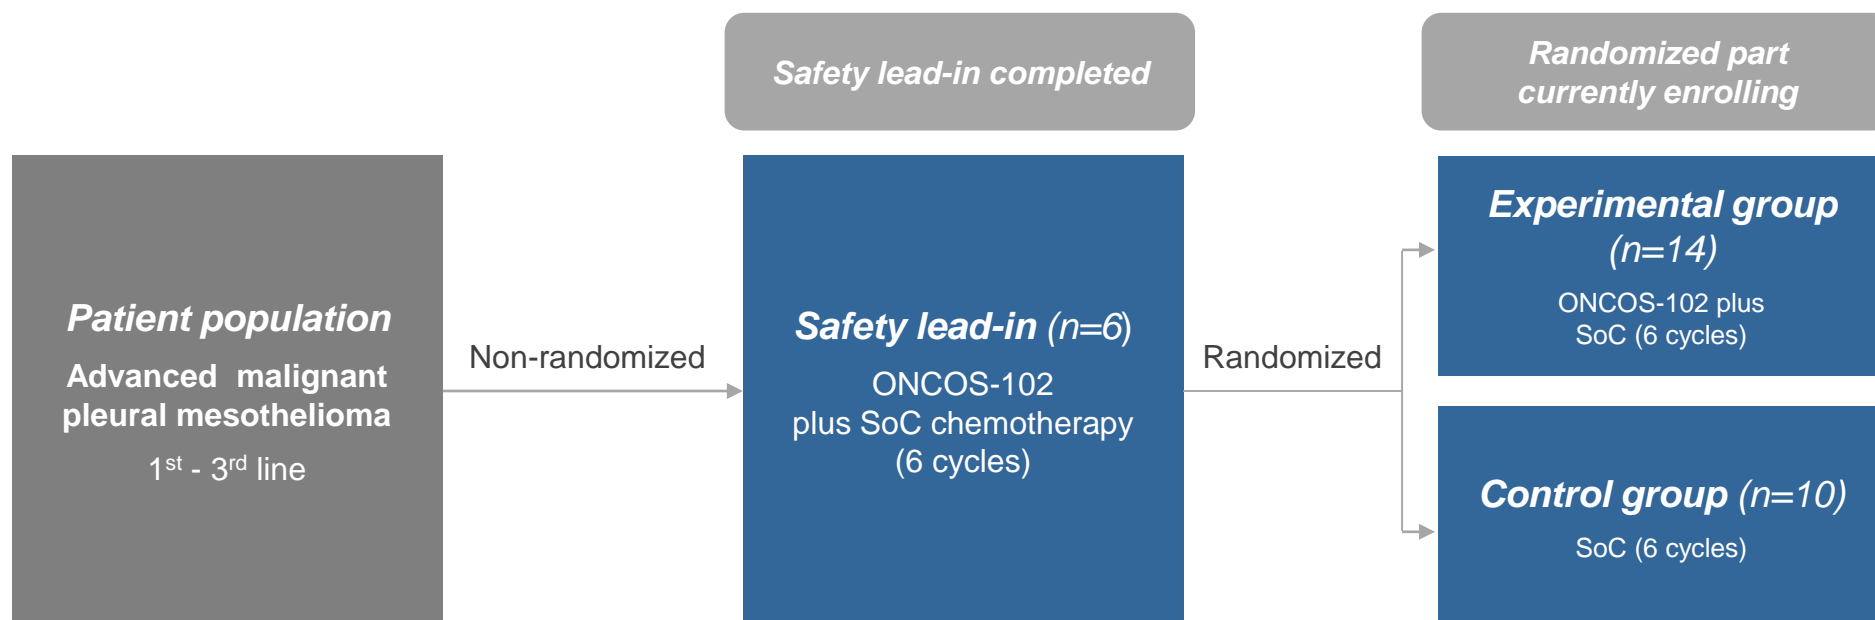 Safety lead-in completed
Randomized part
currently enrolling
Patient population
Advanced malignant
pleural mesothelioma
1st - 3rd line
Non-randomized
Safety lead-in (n=6)
ONCOS-102
plus SoC chemotherapy
(6 cycles)
Randomized
Experimental group
(n=14)
ONCOS-102 plus
SoC (6 cycles)
Control group (n=10)
SoC (6 cycles)